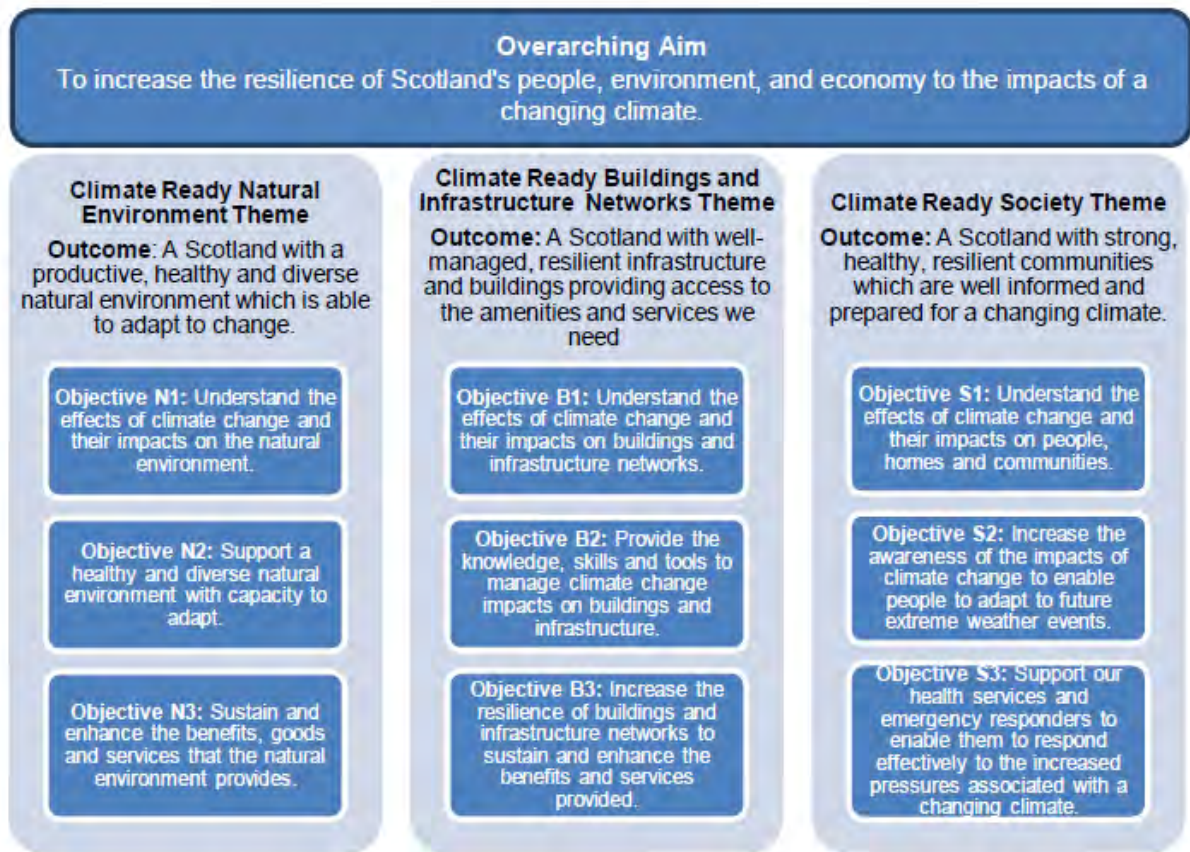 Overarching Aim
To increase the resilience of Scotland's people, environment, and economy to the impacts of a
changing climate.
Climate Ready Natural
Environment Theme
Outcome: A Scotland with a
productive, healthy and diverse
natural environment which is able
to adapt to change.
Objective N1: Understand the
effects of climate change and
their impacts on the natural
environment.
Objective N2: Support a
healthy and diverse natural
environment with capacity to
adapt.
Objective N3: Sustain and
enhance the benefits, goods
and services that the natural
environment provides.
Climate Ready Buildings and
Infrastructure Networks Theme
Outcome: A Scotland with well-
managed, resilient infrastructure
and buildings providing access to
the amenities and services we
need
Objective B1: Understand the
effects of climate change and
their impacts on buildings and
infrastructure networks.
Objective B2: Provide the
knowledge, skills and tools to
manage climate change
impacts on buildings and
infrastructure.
Objective B3: Increase the
resilience of buildings and
infrastructure networks to
sustain and enhance the
benefits and services
provided.
Climate Ready Society Theme
Outcome: A Scotland with strong,
healthy, resilient communities
which are well informed and
prepared for a changing climate.
Objective S1: Understand the
effects of climate change and
their impacts on people,
homes and communities.
Objective S2: Increase the
awareness of the impacts of
climate change to enable
people to adapt to future
extreme weather events.
Objective S3: Support our
health services and
emergency responders to
enable them to respond
effectively to the increased
pressures associated with a
changing climate.